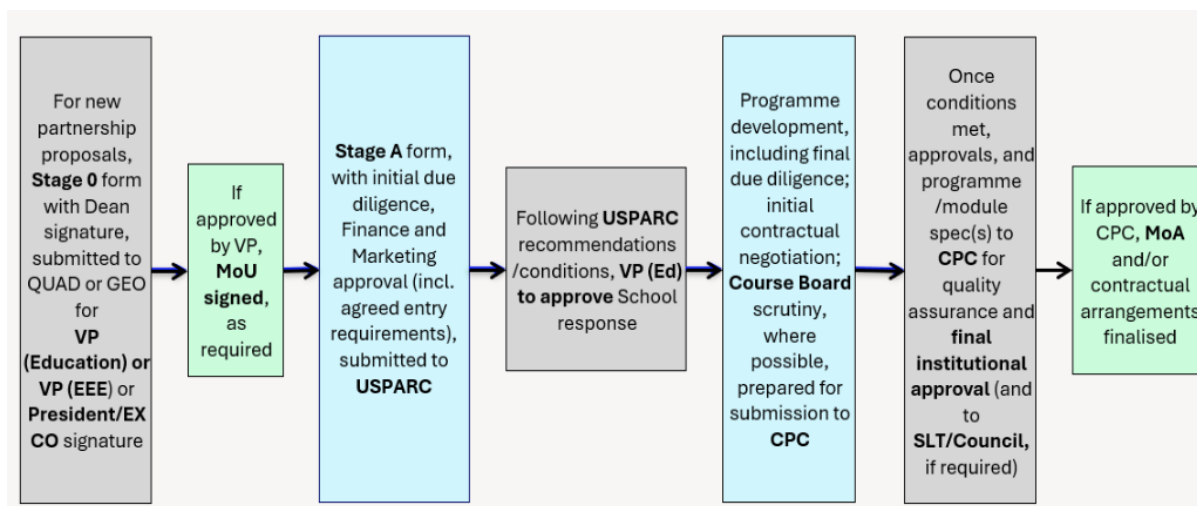 For new
partnership
proposals,
Stage 0 form
with Dean
signature,
submitted to
QUAD or GEO
for
VP
(Education) or
VP (EEE) or
President/EX
CO signature
If
approved
by VP,
MoU
signed,
as
required
Stage A form,
with initial due
diligence,
Finance and
Marketing
approval (incl.
agreed entry
requirements),
submitted to
USPARC
Following USPARC
recommendations
/conditions, VP (Ed)
to approve School
response
Programme
development,
including final
due diligence;
initial
contractual
negotiation;
Course Board
scrutiny,
where
possible,
prepared for
submission to
CPC
Once
conditions
met,
approvals, and
programme
/module
spec(s) to
CPC for
quality
assurance and
final
institutional
approval (and
to
SLT/Council,
if required)
If approved by
CPC, MoA
and/or
contractual
arrangements
finalised